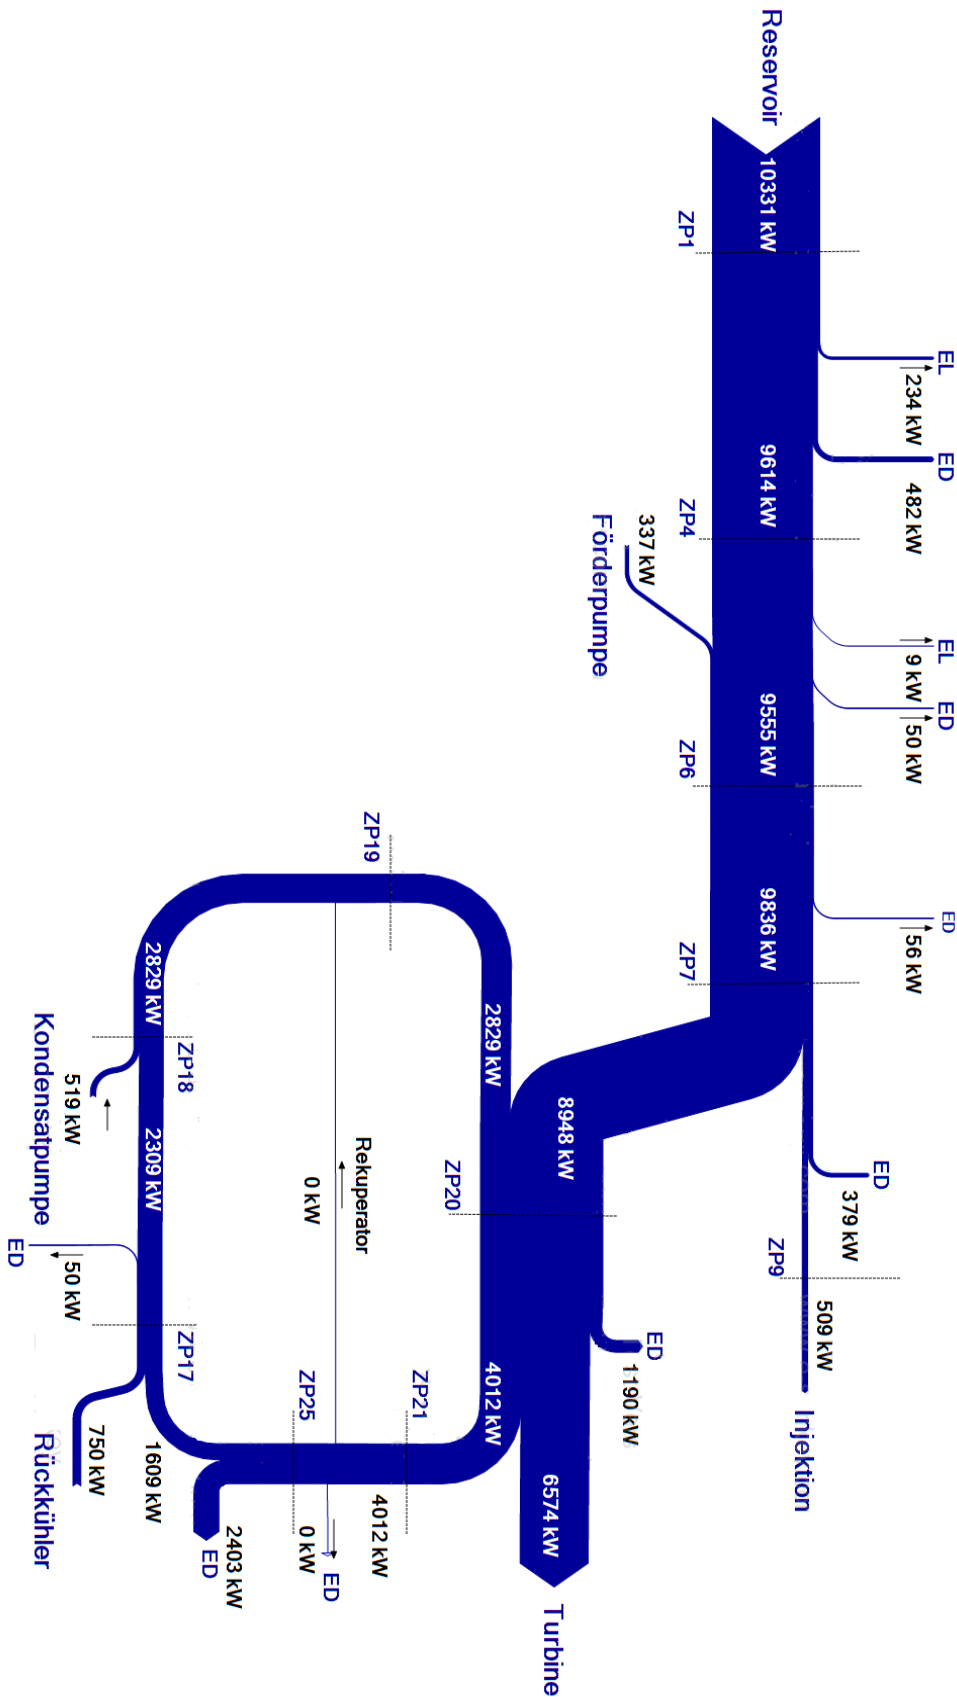 Reservoir
10331 kW
ZP1
EL
234 kW
ED
482 kW
9614 kW
ZP4
337 kW
Förderpumpe
EL
9 kW
ED
50 kW
9555 kW
ZP6
ED
56 kW
9836 kW
ZP7
ED
379 kW
ZP9
509 kW
Injektion
8948 kW
ZP20
ED
1190 kW
6574 kW
Turbine
ZP19
2829 kW
4012 kW
Rekuperator
0 kW
ZP21
4012 kW
ZP25
0 kW
ED
2403 kW
ED
2829 kW
ZP18
2309 kW
ZP17
1609 kW
Kondensatpumpe
519 kW
50 kW
ED
750 kW
Rückkühler